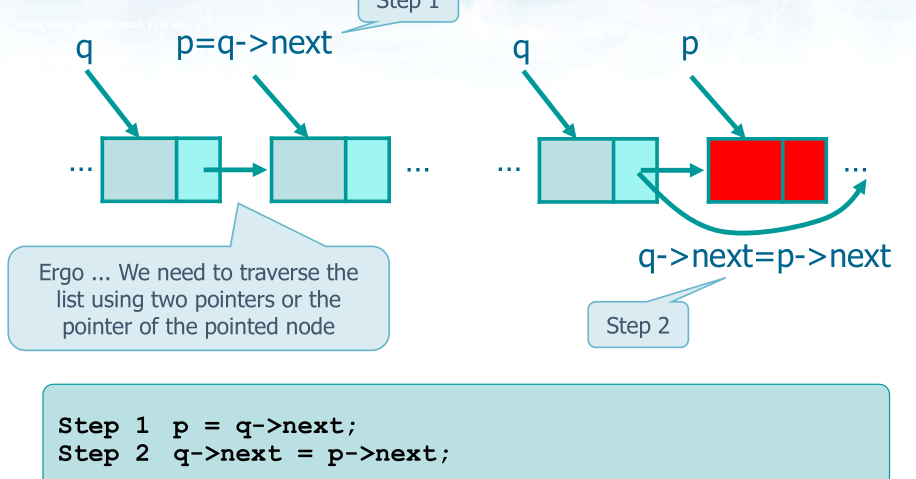 Step 1
q p=q->next q p
... ... ... ...
Ergo ... We need to traverse the
list using two pointers or the
pointer of the pointed node
q->next=p->next
Step 2
Step 1 p = q->next;
Step 2 q->next = p->next;